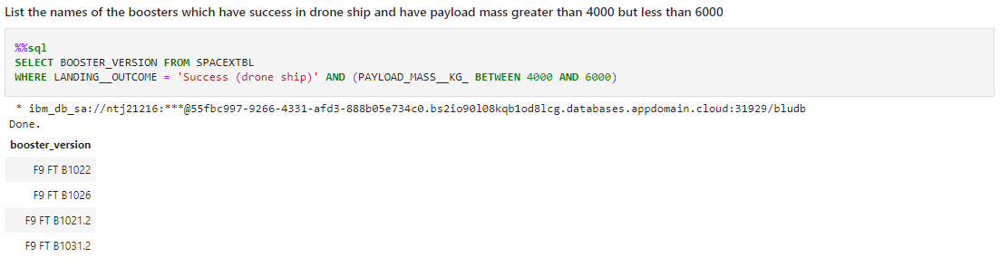 List the names of the boosters which have success in drone ship and have payload mass greater than 4000 but less than 6000
%%sql
SELECT BOOSTER_VERSION FROM SPACEXTBL
WHERE LANDING__OUTCOME = 'Success (drone ship)' AND (PAYLOAD_MASS__KG_ BETWEEN 4000 AND 6000)
* ibm_db_sa://ntj21216:***@55fbc997-9266-4331-afd3-888b05e734c0.bs2io90l08kqb1od8lcg.databases.appdomain.cloud:31929/bludb
Done.
booster_version
F9 FT B1022
F9 FT B1026
F9 FT B1021.2
F9 FT B1031.2